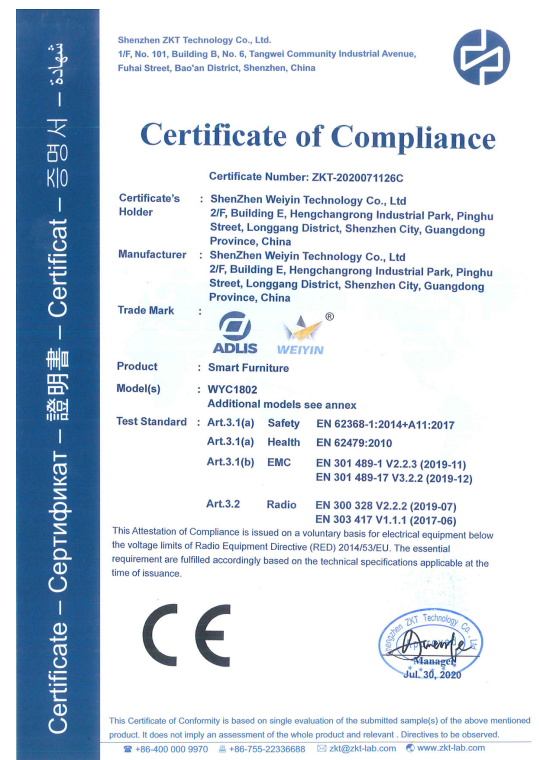 Shenzhen ZKT Technology Co., Ltd.
1/F, No. 101, Building B, No. 6, Tangwei Community Industrial Avenue,
Fuhai Street, Bao'an District, Shenzhen, China
Certificate – Сертификат – 證明書 – Certificat – 증명서 – شهادة
Certificate of Compliance
Certificate Number: ZKT-2020071126C
Certificate's Holder : ShenZhen Weiyin Technology Co., Ltd
2/F, Building E, Hengchangrong Industrial Park, Pinghu
Street, Longgang District, Shenzhen City, Guangdong
Province, China
Manufacturer : ShenZhen Weiyin Technology Co., Ltd
2/F, Building E, Hengchangrong Industrial Park, Pinghu
Street, Longgang District, Shenzhen City, Guangdong
Province, China
Trade Mark :
ADLIS WEIYIN ®
Product : Smart Furniture
Model(s) : WYC1802
Additional models see annex
Test Standard : Art.3.1(a) Safety EN 62368-1:2014+A11:2017
Art.3.1(a) Health EN 62479:2010
Art.3.1(b) EMC EN 301 489-1 V2.2.3 (2019-11)
EN 301 489-17 V3.2.2 (2019-12)
Art.3.2 Radio EN 300 328 V2.2.2 (2019-07)
EN 303 417 V1.1.1 (2017-06)
This Attestation of Compliance is issued on a voluntary basis for electrical equipment below
the voltage limits of Radio Equipment Directive (RED) 2014/53/EU. The essential
requirement are fulfilled accordingly based on the technical specifications applicable at the
time of issuance.
CE
Shenzhen ZKT Technology Co., Ltd
Approved
Manager
Jul. 30, 2020
This Certificate of Conformity is based on single evaluation of the submitted sample(s) of the above mentioned
product. It does not imply an assessment of the whole product and relevant . Directives to be observed.
+86-400 000 9970 +86-755-22336688 zkt@zkt-lab.com www.zkt-lab.com